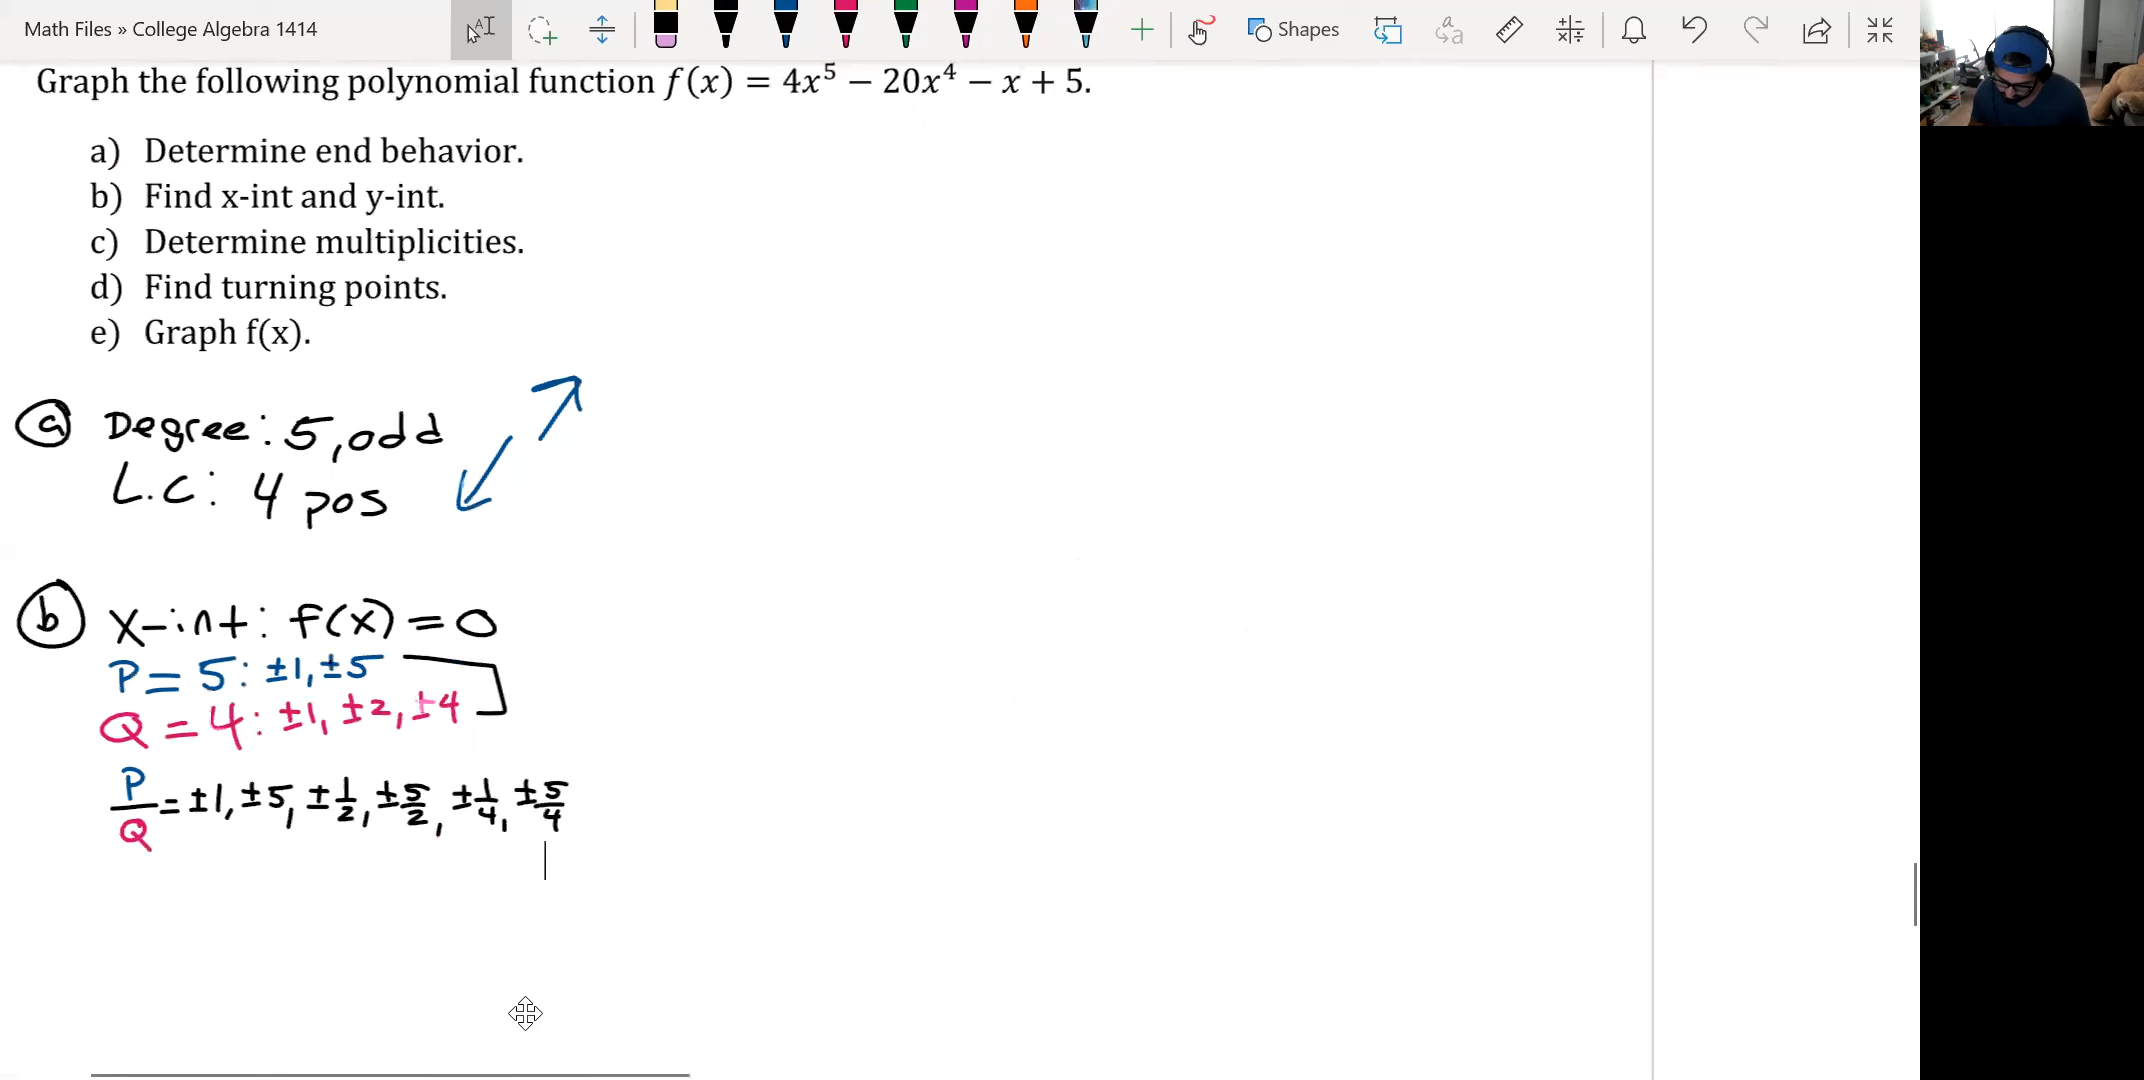 Math Files » College Algebra 1414
Shapes
Graph the following polynomial function f(x) = 4x⁵ − 20x⁴ − x + 5.
a) Determine end behavior.
b) Find x-int and y-int.
c) Determine multiplicities.
d) Find turning points.
e) Graph f(x).
a Degree: 5, odd
L.C: 4 pos
b x-int: f(x) = 0
P = 5: ±1, ±5
Q = 4: ±1, ±2, ±4
P/Q = ±1, ±5, ±1/2, ±5/2, ±1/4, ±5/4